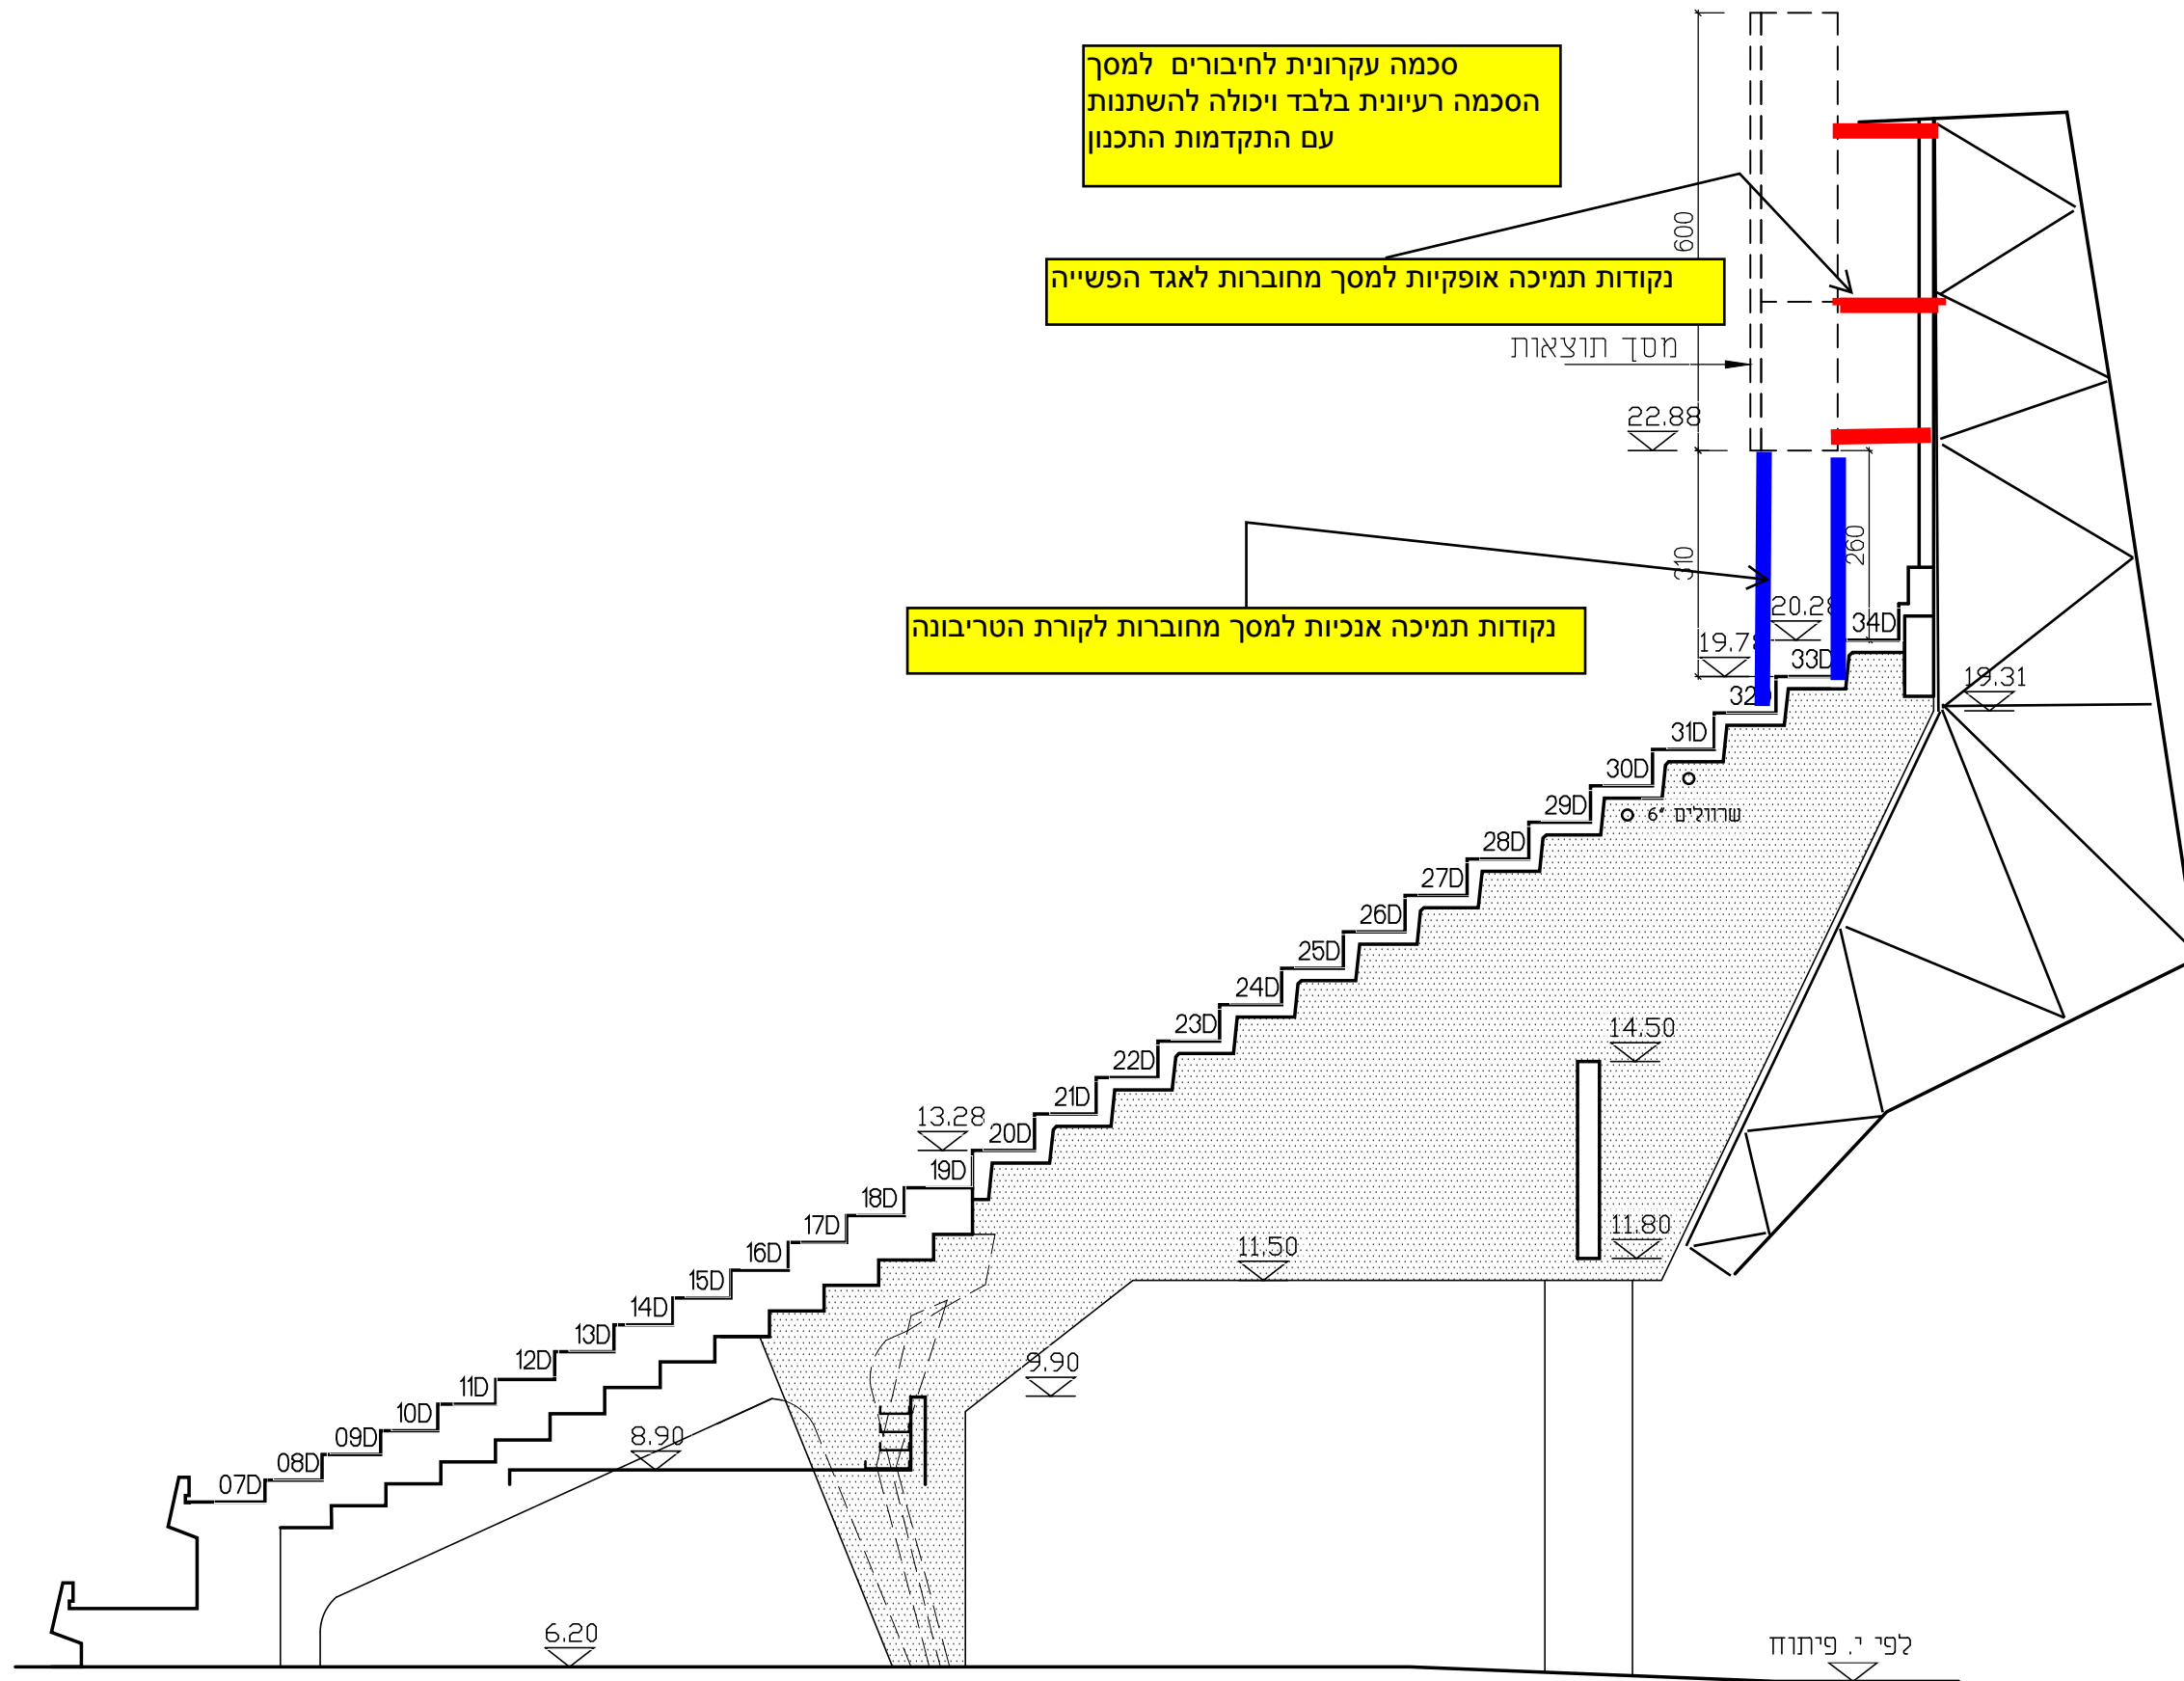 סכמה עקרונית לחיבורים למסך
הסכמה רעיונית בלבד ויכולה להשתנות
עם התקדמות התכנון
600
נקודות תמיכה אופקיות למסך מחוברות לאגד הפשייה
מסך תוצאות
22.88
310
260
נקודות תמיכה אנכיות למסך מחוברות לקורת הטריבונה
20.28
34D
19.78
33D
19.31
32D
31D
30D
29D
שרוולים 6"
28D
27D
26D
25D
24D
23D
14.50
22D
21D
13.28
20D
19D
18D
11.80
17D
11.50
16D
15D
14D
13D
12D
9.90
11D
10D
09D
8.90
08D
07D
6.20
לפי י. פיתוח